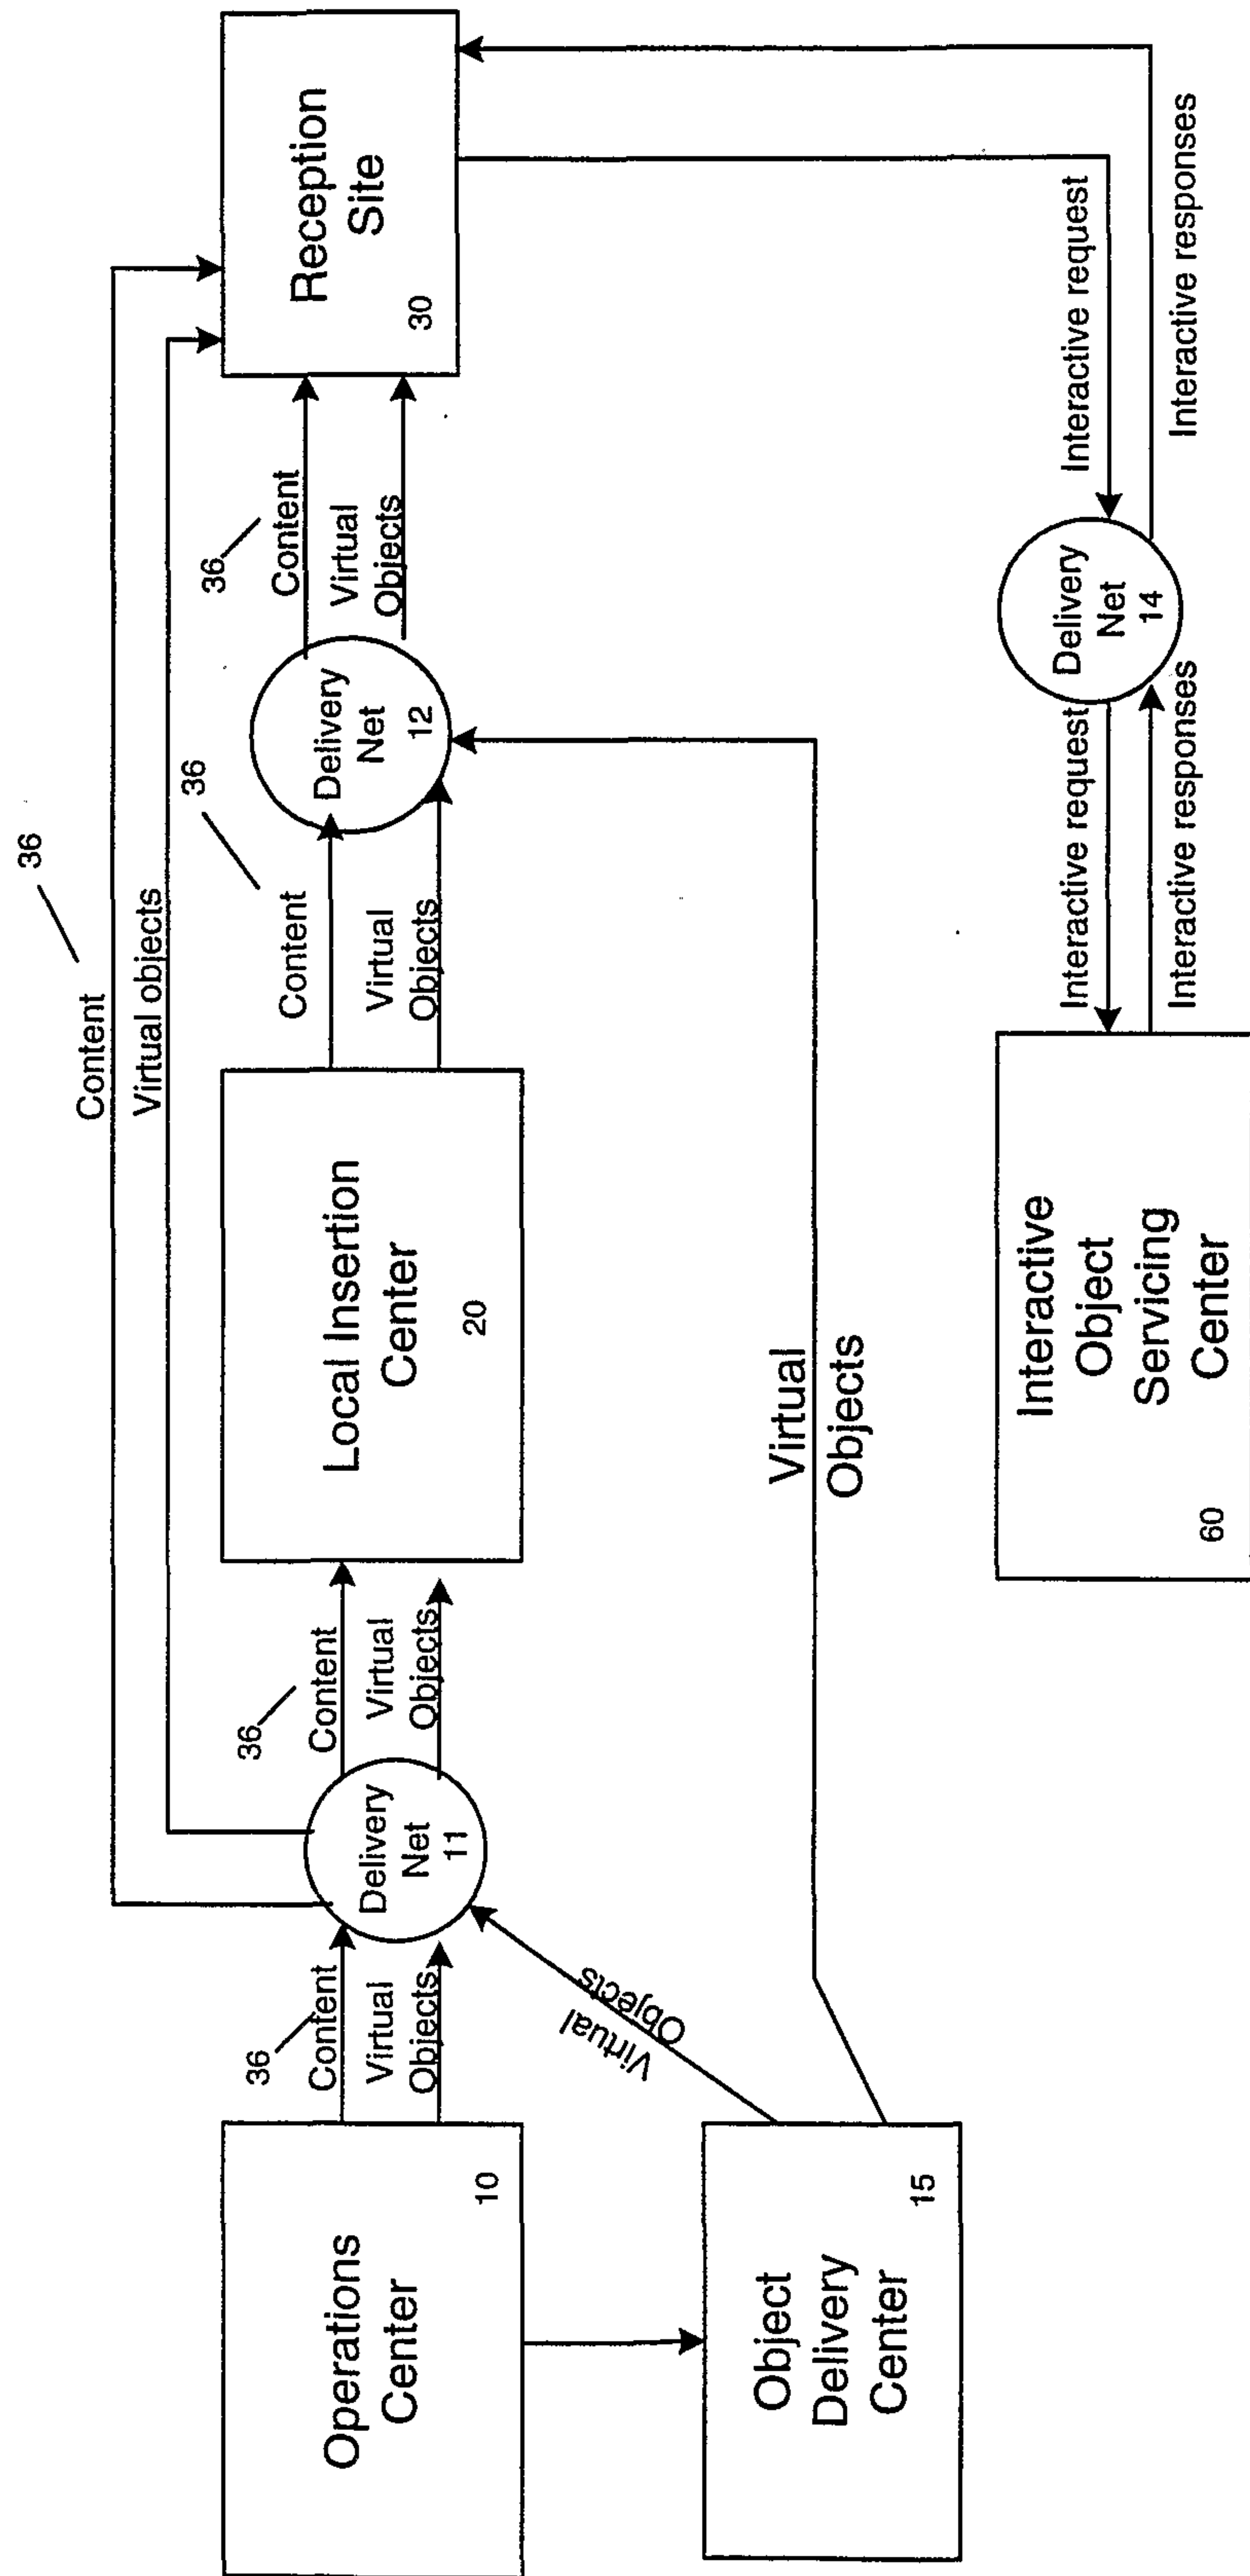 36
Content
Virtual objects
Operations
Center
10
36
Content
Virtual
Objects
Delivery
Net
11
36
Content
Virtual
Objects
Local Insertion
Center
20
36
Content
Virtual
Objects
Delivery
Net
12
36
Content
Virtual
Objects
Reception
Site
30
Virtual
Objects
Object
Delivery
Center
15
Virtual
Objects
Interactive
Object
Servicing
Center
60
Interactive request
Interactive responses
Delivery
Net
14
Interactive request
Interactive responses